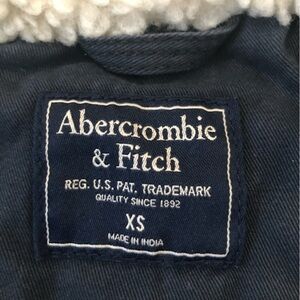 Abercrombie
& Fitch
REG. U.S. PAT. TRADEMARK
QUALITY SINCE 1892
XS
MADE IN INDIA